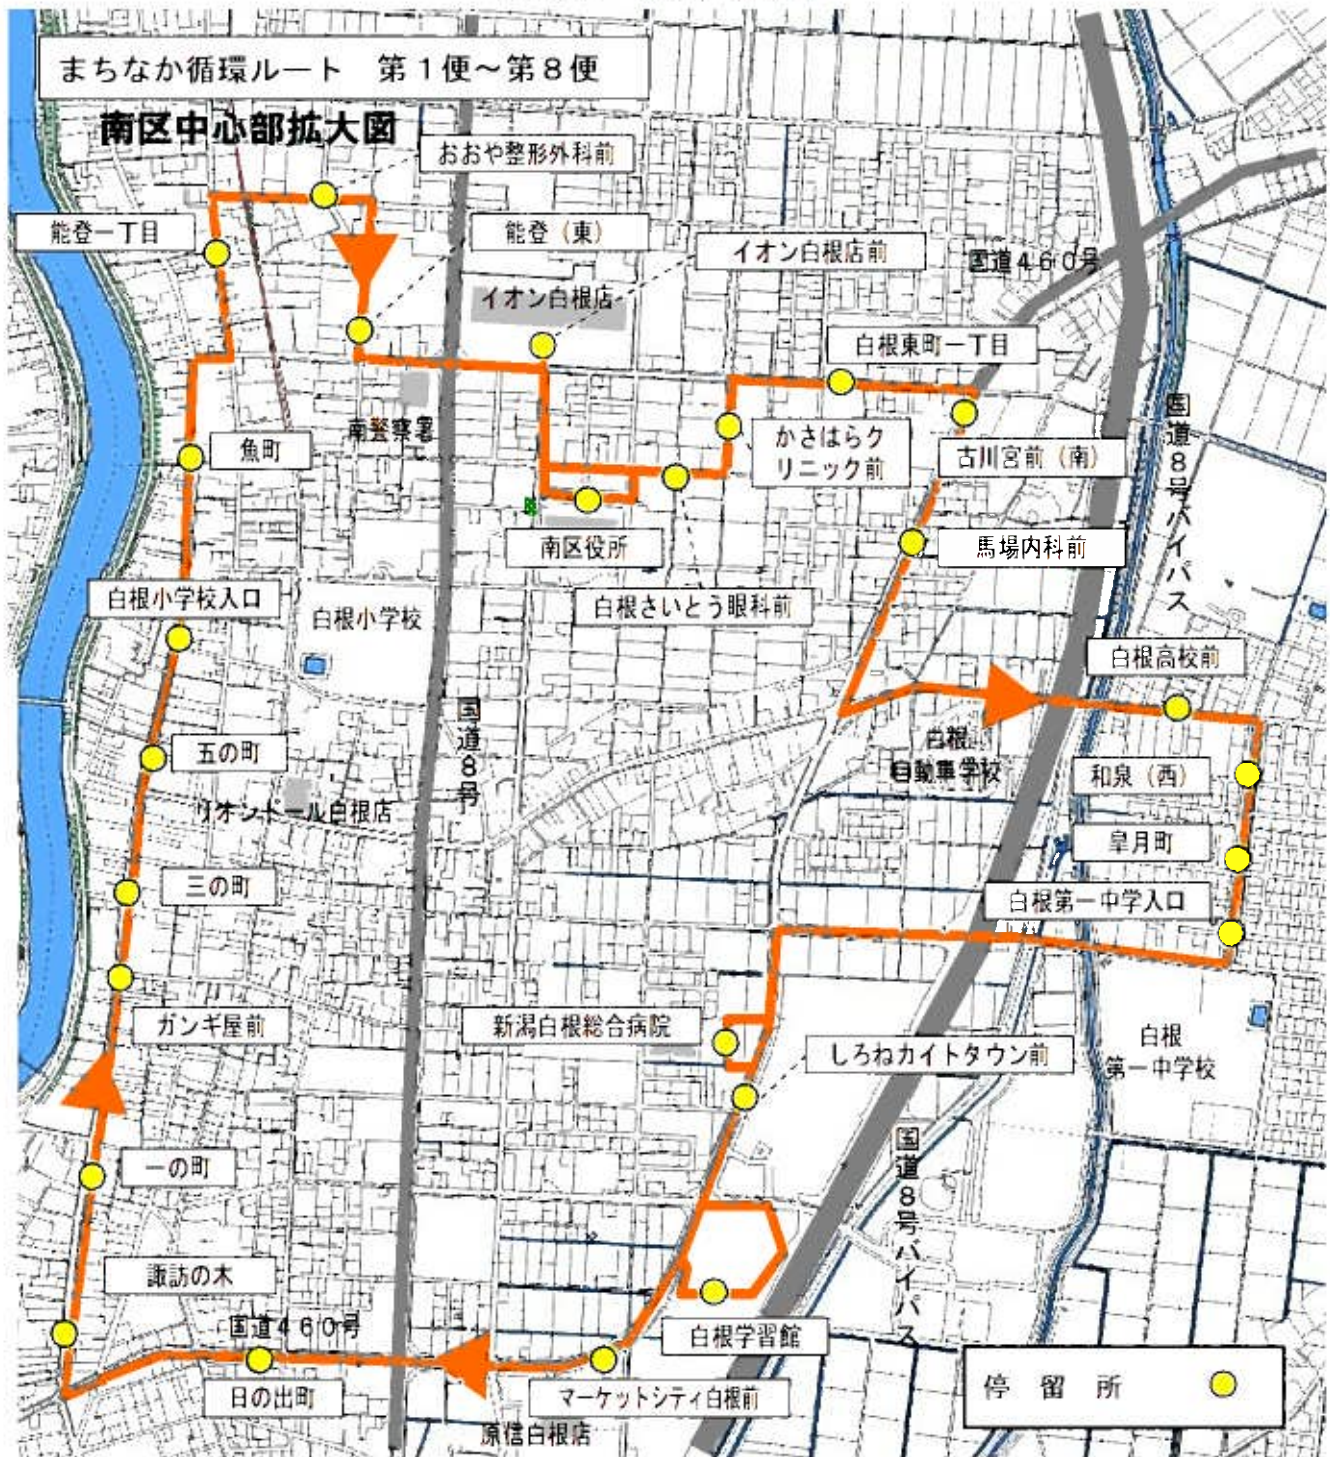 まちなか循環ルート　第1便～第8便
南区中心部拡大図
おおや整形外科前
能登一丁目
能登（東）
イオン白根店前
国道460号
イオン白根店
白根東町一丁目
国道8号バイパス
南警察署
魚町
かさはらク
リニック前
古川宮前（南）
南区役所
馬場内科前
白根小学校入口
白根小学校
白根さいとう眼科前
白根高校前
国道8号
五の町
白根
自動車学校
和泉（西）
リオンドール白根店
皐月町
三の町
白根第一中学入口
ガンギ屋前
新潟白根総合病院
しろねカイトタウン前
白根
第一中学校
一の町
国道8号バイパス
諏訪の木
国道460号
白根学習館
日の出町
マーケットシティ白根前
原信白根店
停留所